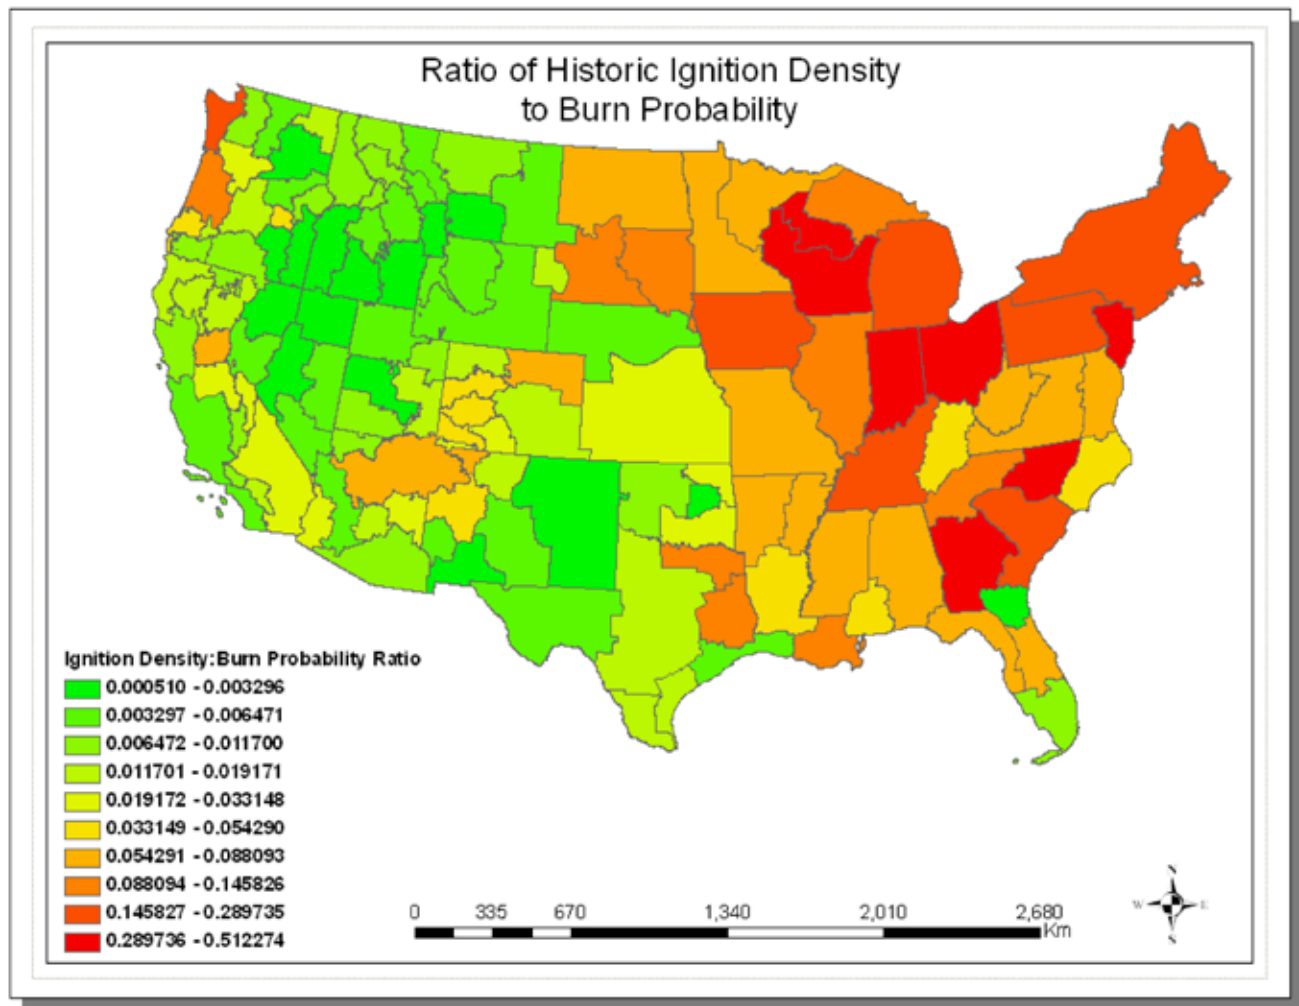 Ratio of Historic Ignition Density
to Burn Probability
Ignition Density:Burn Probability Ratio
0.000510 - 0.003296
0.003297 - 0.006471
0.006472 - 0.011700
0.011701 - 0.019171
0.019172 - 0.033148
0.033149 - 0.054290
0.054291 - 0.088093
0.088094 - 0.145826
0.145827 - 0.289735
0.289736 - 0.512274
0 335 670 1,340 2,010 2,680
Km
N
W E
S